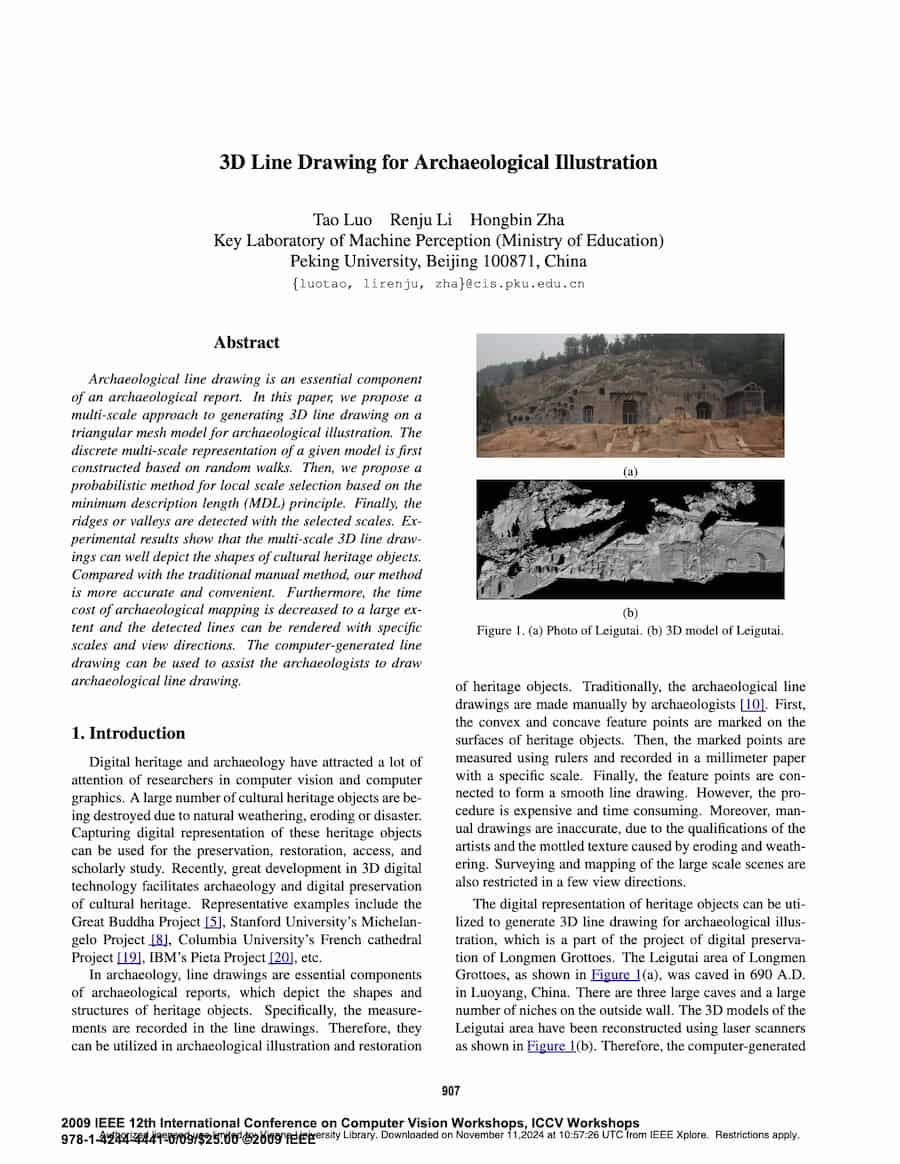 3D Line Drawing for Archaeological Illustration
Tao Luo Renju Li Hongbin Zha
Key Laboratory of Machine Perception (Ministry of Education)
Peking University, Beijing 100871, China
{luotao, lirenju, zha}@cis.pku.edu.cn
Abstract
Archaeological line drawing is an essential component
of an archaeological report. In this paper, we propose a
multi-scale approach to generating 3D line drawing on a
triangular mesh model for archaeological illustration. The
discrete multi-scale representation of a given model is first
constructed based on random walks. Then, we propose a
probabilistic method for local scale selection based on the
minimum description length (MDL) principle. Finally, the
ridges or valleys are detected with the selected scales. Ex-
perimental results show that the multi-scale 3D line draw-
ings can well depict the shapes of cultural heritage objects.
Compared with the traditional manual method, our method
is more accurate and convenient. Furthermore, the time
cost of archaeological mapping is decreased to a large ex-
tent and the detected lines can be rendered with specific
scales and view directions. The computer-generated line
drawing can be used to assist the archaeologists to draw
archaeological line drawing.
1. Introduction
Digital heritage and archaeology have attracted a lot of
attention of researchers in computer vision and computer
graphics. A large number of cultural heritage objects are be-
ing destroyed due to natural weathering, eroding or disaster.
Capturing digital representation of these heritage objects
can be used for the preservation, restoration, access, and
scholarly study. Recently, great development in 3D digital
technology facilitates archaeology and digital preservation
of cultural heritage. Representative examples include the
Great Buddha Project [5], Stanford University's Michelan-
gelo Project [8], Columbia University's French cathedral
Project [19], IBM's Pieta Project [20], etc.
In archaeology, line drawings are essential components
of archaeological reports, which depict the shapes and
structures of heritage objects. Specifically, the measure-
ments are recorded in the line drawings. Therefore, they
can be utilized in archaeological illustration and restoration
(a)
(b)
Figure 1. (a) Photo of Leigutai. (b) 3D model of Leigutai.
of heritage objects. Traditionally, the archaeological line
drawings are made manually by archaeologists [10]. First,
the convex and concave feature points are marked on the
surfaces of heritage objects. Then, the marked points are
measured using rulers and recorded in a millimeter paper
with a specific scale. Finally, the feature points are con-
nected to form a smooth line drawing. However, the pro-
cedure is expensive and time consuming. Moreover, man-
ual drawings are inaccurate, due to the qualifications of the
artists and the mottled texture caused by eroding and weath-
ering. Surveying and mapping of the large scale scenes are
also restricted in a few view directions.
The digital representation of heritage objects can be uti-
lized to generate 3D line drawing for archaeological illus-
tration, which is a part of the project of digital preserva-
tion of Longmen Grottoes. The Leigutai area of Longmen
Grottoes, as shown in Figure 1(a), was caved in 690 A.D.
in Luoyang, China. There are three large caves and a large
number of niches on the outside wall. The 3D models of the
Leigutai area have been reconstructed using laser scanners
as shown in Figure 1(b). Therefore, the computer-generated
907
2009 IEEE 12th International Conference on Computer Vision Workshops, ICCV Workshops
978-1-4244-4441-0/09/$25.00 ©2009 IEEE
Authorized licensed use limited to: Vienna University Library. Downloaded on November 11,2024 at 10:57:26 UTC from IEEE Xplore. Restrictions apply.